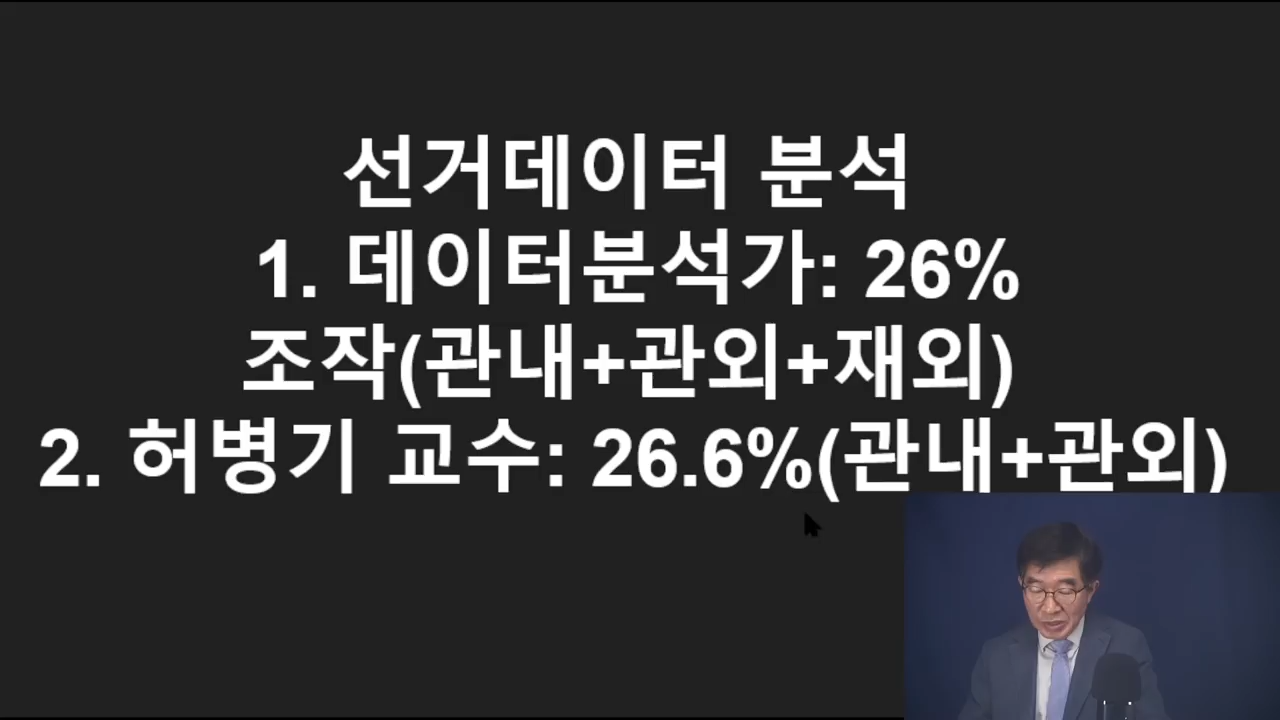 선거데이터 분석
1. 데이터분석가: 26%
조작(관내+관외+재외)
2. 허병기 교수: 26.6%(관내+관외)